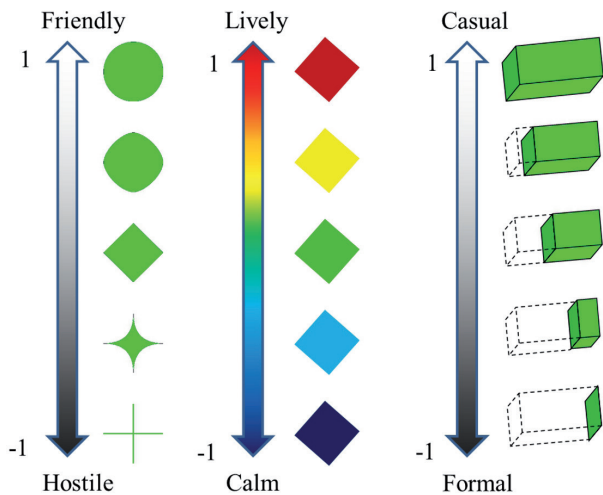 Friendly
Lively
Casual
1
1
1
-1
-1
-1
Hostile
Calm
Formal